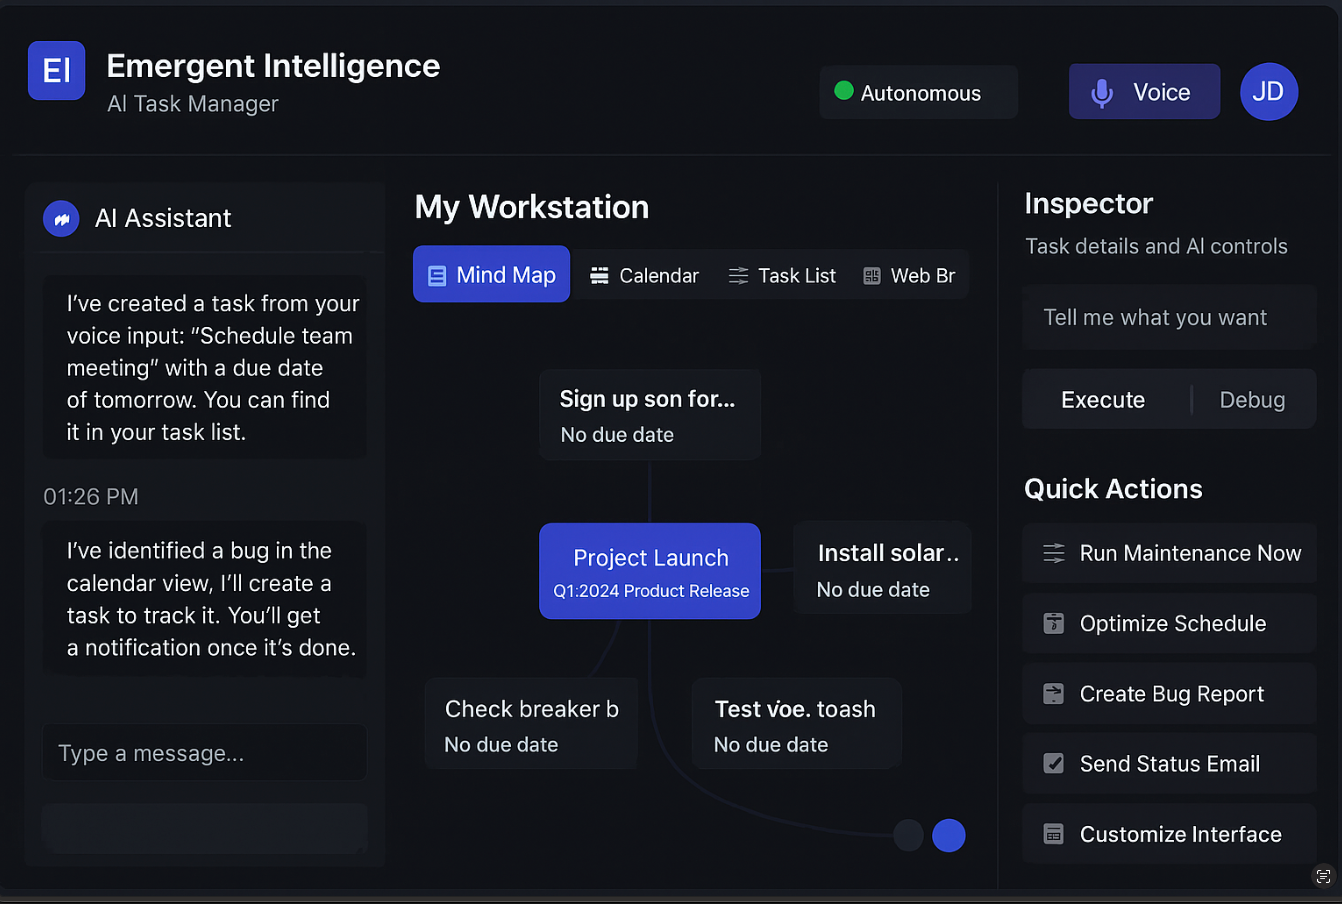 EI
Emergent Intelligence
AI Task Manager
Autonomous
Voice
JD
AI Assistant
I've created a task from your
voice input: "Schedule team
meeting" with a due date
of tomorrow. You can find
it in your task list.
01:26 PM
I've identified a bug in the
calendar view, I'll create a
task to track it. You'll get
a notification once it's done.
Type a message...
My Workstation
Mind Map
Calendar
Task List
Web Br
Sign up son for...
No due date
Project Launch
Q1:2024 Product Release
Install solar..
No due date
Check breaker b
No due date
Test voe. toash
No due date
Inspector
Task details and AI controls
Tell me what you want
Execute
Debug
Quick Actions
Run Maintenance Now
Optimize Schedule
Create Bug Report
Send Status Email
Customize Interface